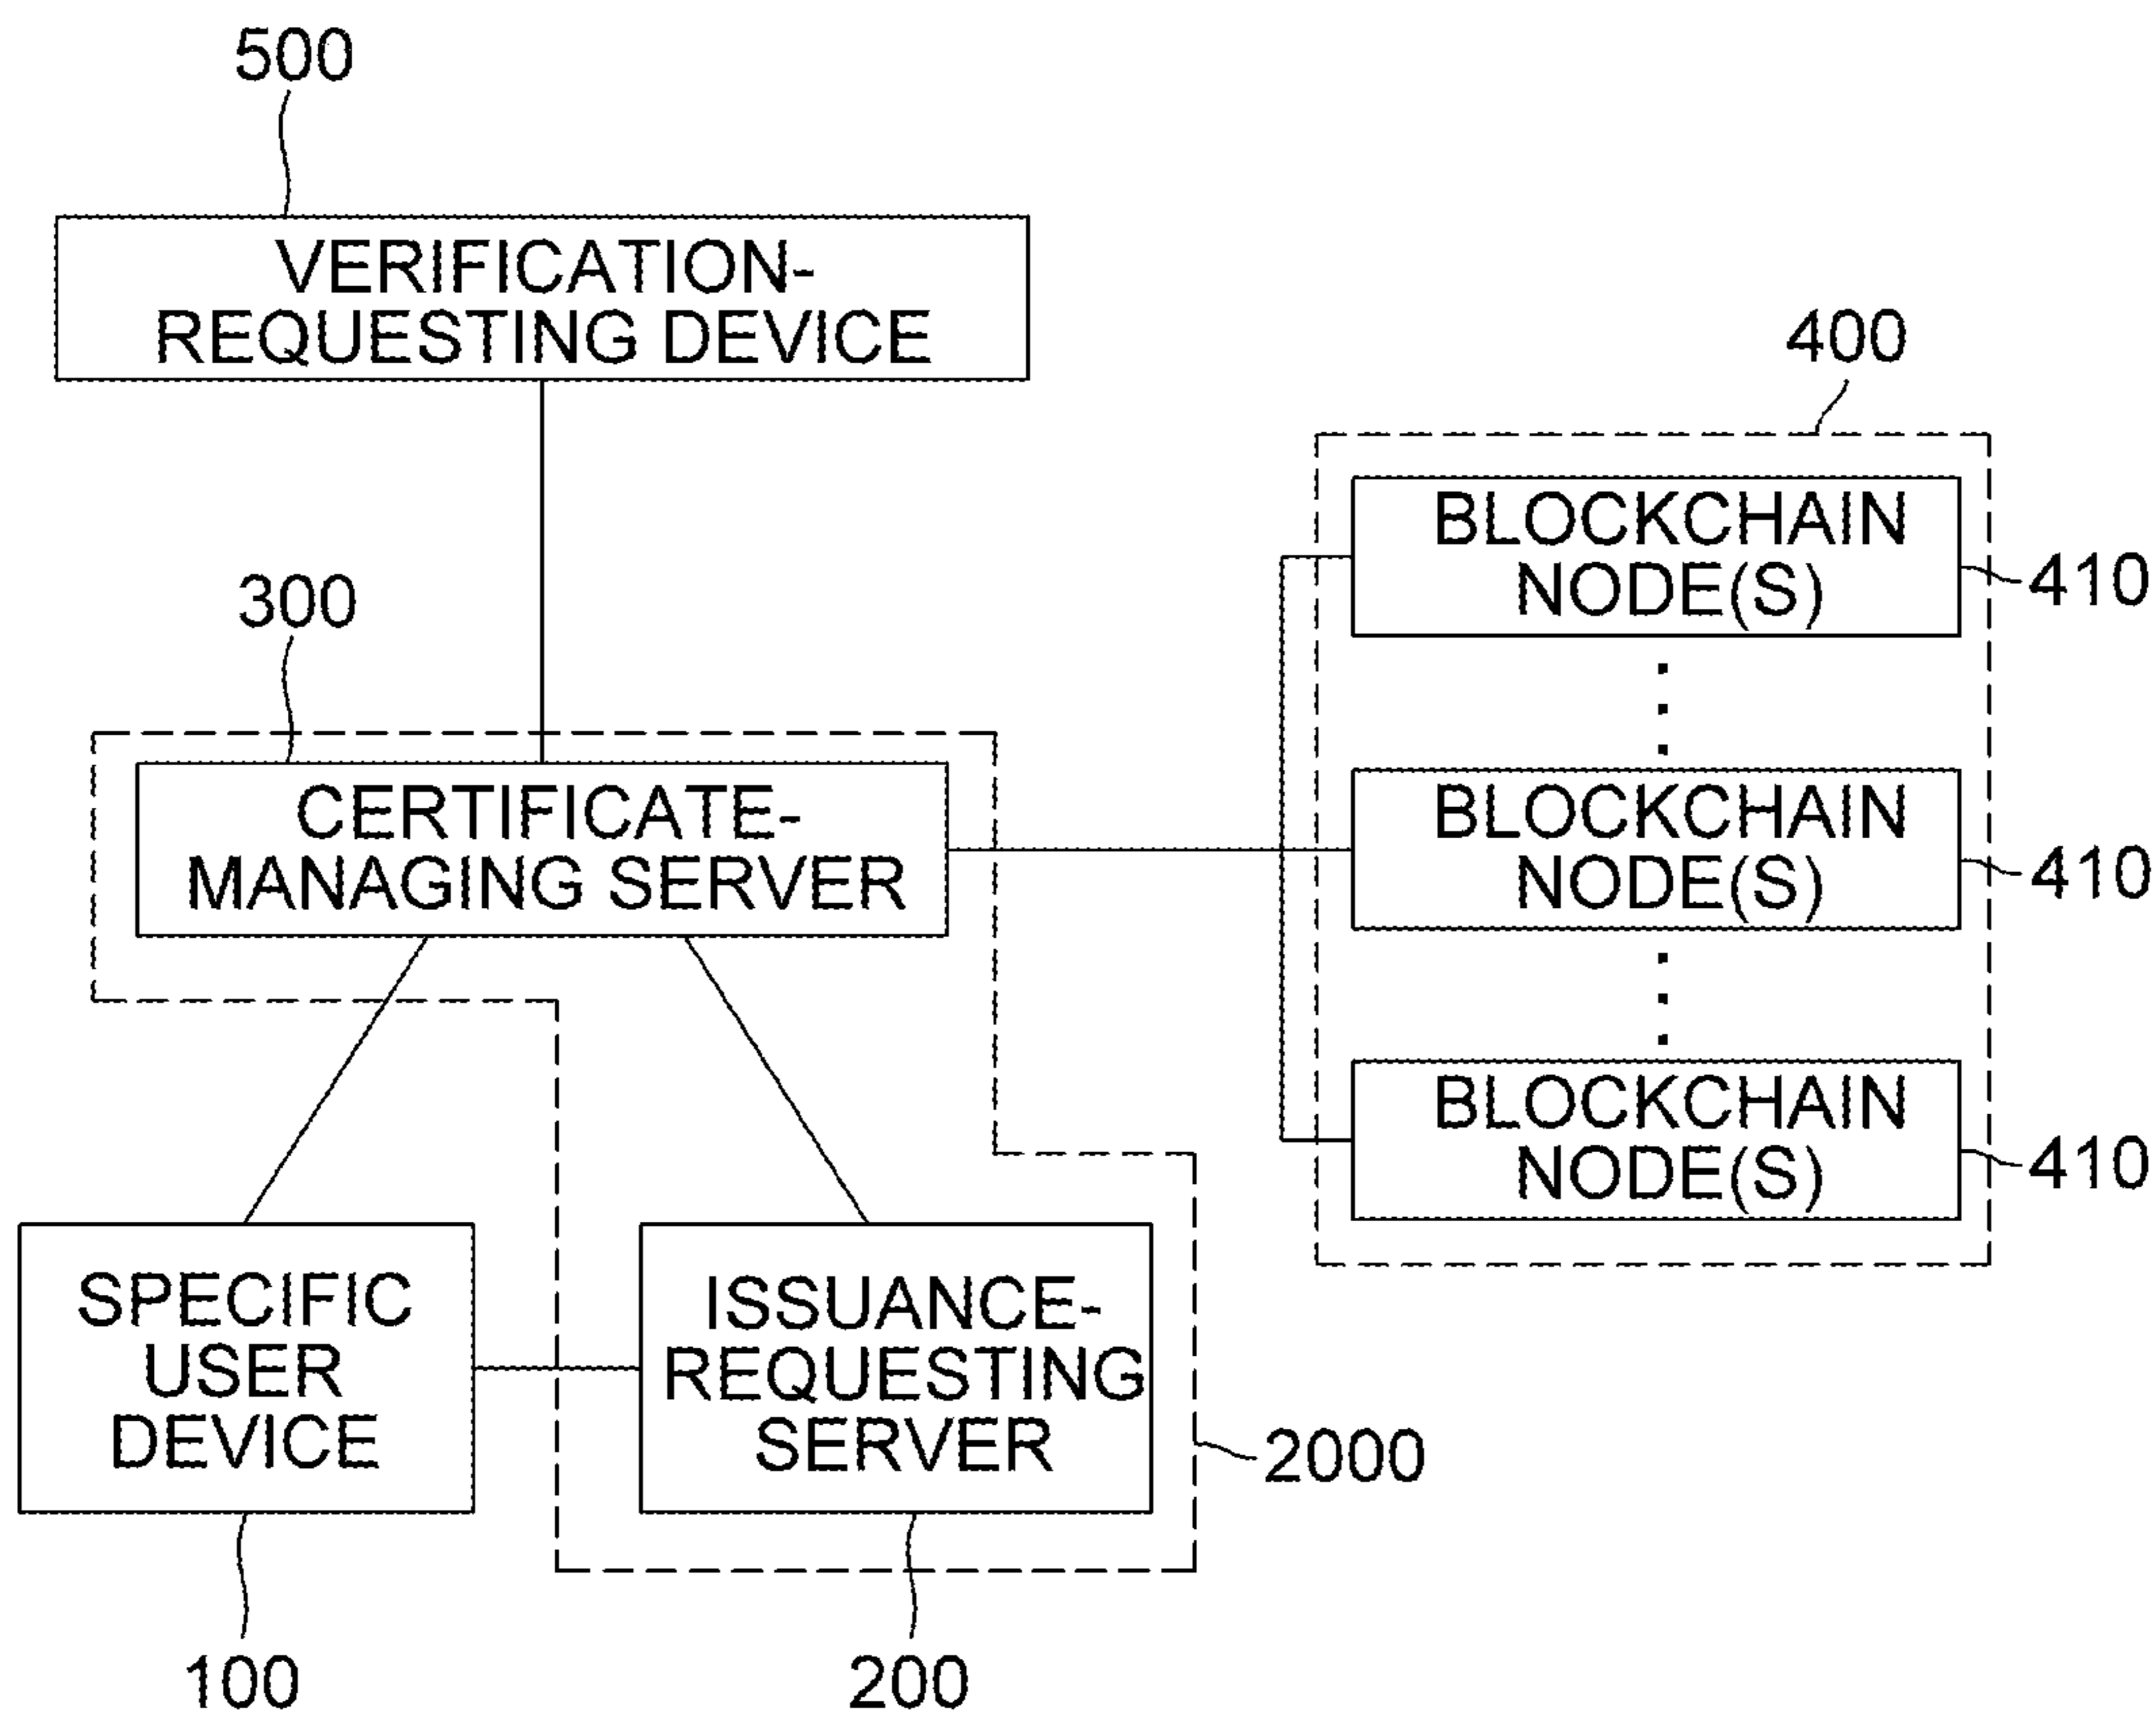 500
VERIFICATION-
REQUESTING DEVICE
400
BLOCKCHAIN
NODE(S)
410
300
CERTIFICATE-
MANAGING SERVER
BLOCKCHAIN
NODE(S)
410
BLOCKCHAIN
NODE(S)
410
SPECIFIC
USER
DEVICE
ISSUANCE-
REQUESTING
SERVER
2000
100
200